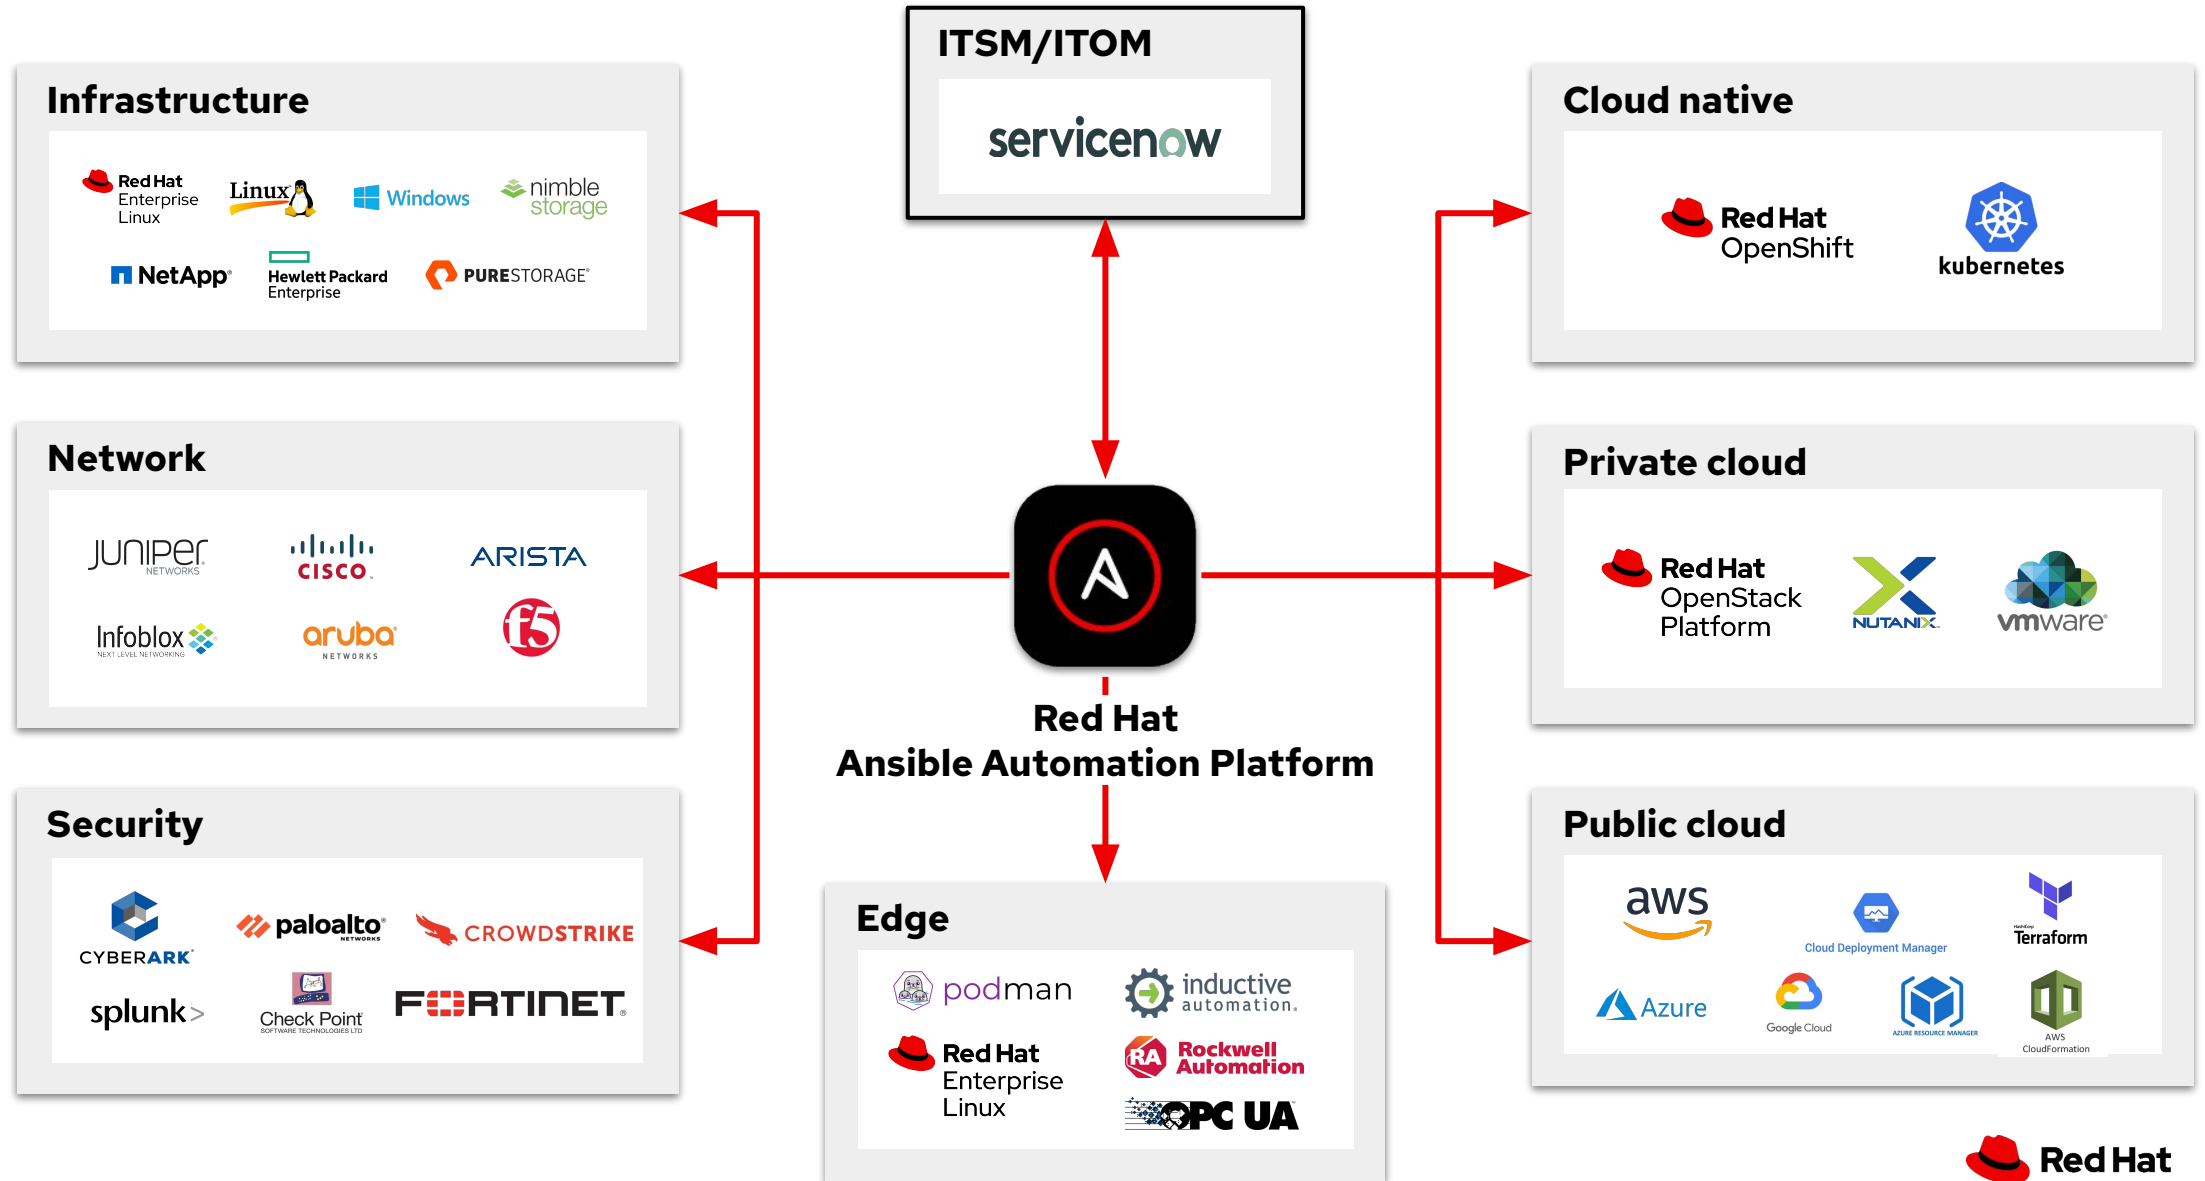 ITSM/ITOM
servicenow
Infrastructure
Red Hat
Enterprise
Linux
Linux
Windows
nimble
storage
NetApp
Hewlett Packard
Enterprise
PURESTORAGE
Network
JUNIPER
NETWORKS
CISCO
ARISTA
Infoblox
NEXT LEVEL NETWORKING
aruba
NETWORKS
f5
Security
CYBERARK
paloalto
NETWORKS
CROWDSTRIKE
splunk>
Check Point
SOFTWARE TECHNOLOGIES LTD
FORTINET
Red Hat
Ansible Automation Platform
Edge
podman
inductive
automation
Red Hat
Enterprise
Linux
RA
Rockwell
Automation
OPC UA
Cloud native
Red Hat
OpenShift
kubernetes
Private cloud
Red Hat
OpenStack
Platform
NUTANIX
vmware
Public cloud
aws
Cloud Deployment Manager
HashiCorp
Terraform
Azure
Google Cloud
AZURE RESOURCE MANAGER
AWS
CloudFormation
Red Hat